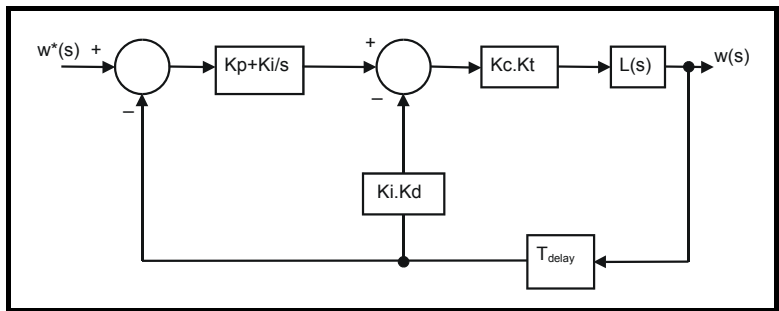 w*(s) +
−
Kp+Ki/s
+
−
Kc.Kt
L(s)
w(s)
Ki.Kd
Tdelay